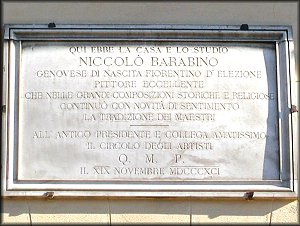 QUI EBBE LA CASA E LO STUDIO
NICCOLÒ BARABINO
GENOVESE DI NASCITA FIORENTINO D'ELEZIONE
PITTORE ECCELLENTE
CHE NELLE GRANDI COMPOSIZIONI STORICHE E RELIGIOSE
CONTINUÒ CON NOVITÀ DI SENTIMENTO
LA TRADIZIONE DEI MAESTRI
ALL'ANTICO PRESIDENTE E COLLEGA AMATISSIMO
IL CIRCOLO DEGLI ARTISTI
Q. M. P.
IL XIX NOVEMBRE MDCCCXCI